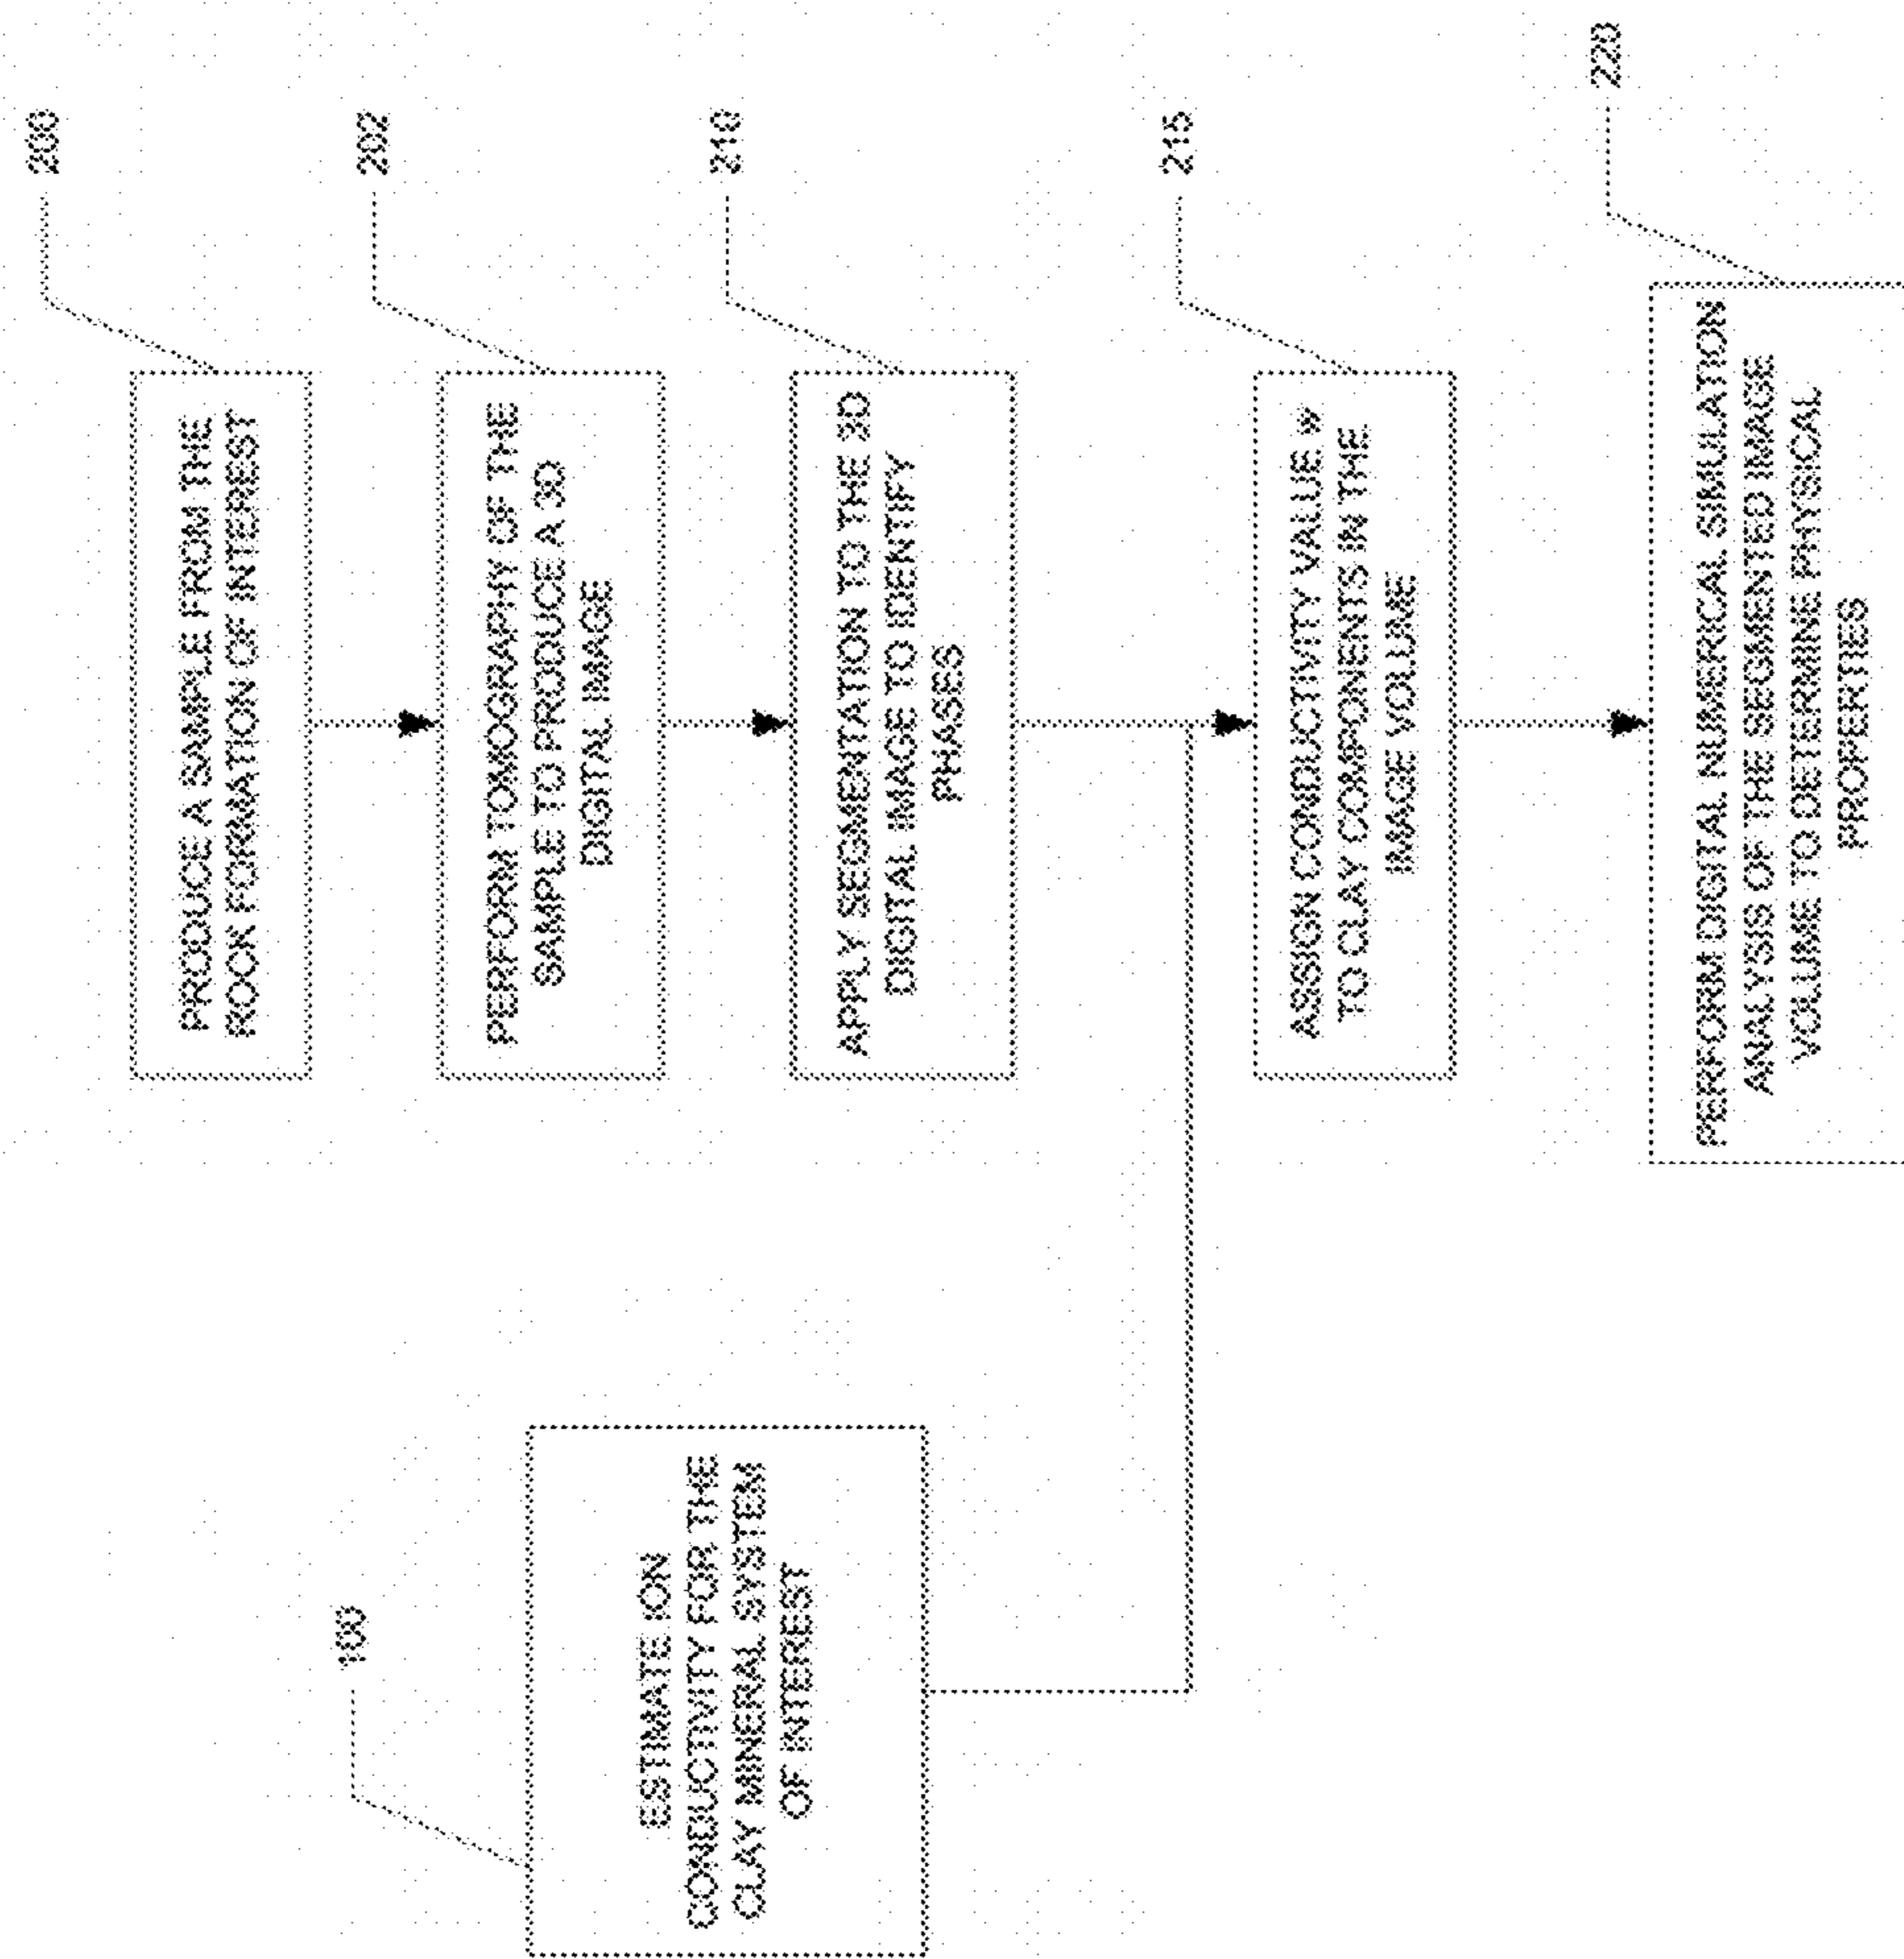 200
PRODUCE A SAMPLE FROM THE
ROCK FORMATION OF INTEREST
202
PERFORM TOMOGRAPHY OF THE
SAMPLE TO PRODUCE A 3D
DIGITAL IMAGE
210
APPLY SEGMENTATION TO THE 3D
DIGITAL IMAGE TO IDENTIFY
PHASES
100
ESTIMATE ION
CONDUCTIVITY FOR THE
CLAY MINERAL SYSTEM
OF INTEREST
215
ASSIGN CONDUCTIVITY VALUE
TO CLAY COMPONENTS IN THE
IMAGE VOLUME
220
PERFORM DIGITAL NUMERICAL SIMULATION
ANALYSIS OF THE SEGMENTED IMAGE
VOLUME TO DETERMINE PHYSICAL
PROPERTIES